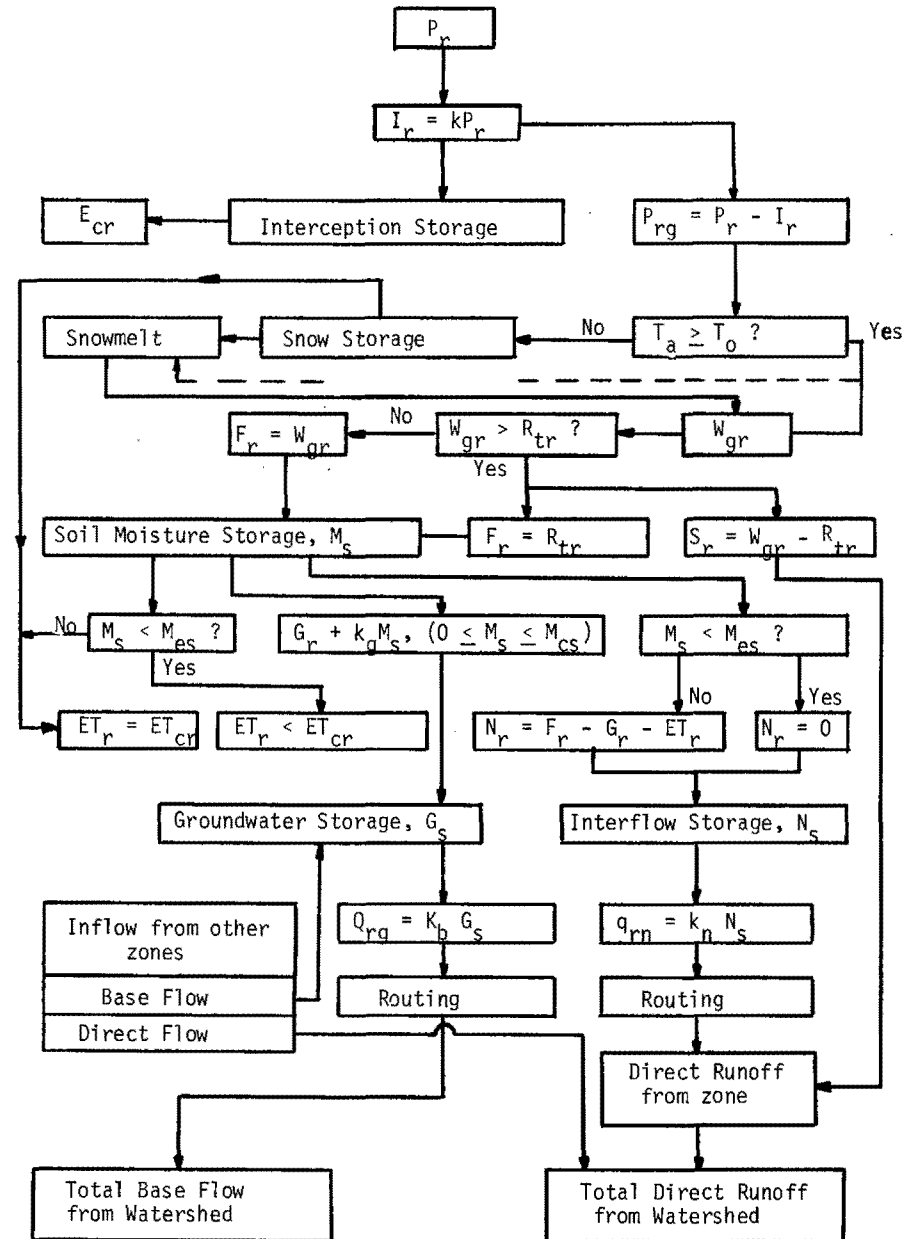 P_r
I_r = kP_r
E_cr
Interception Storage
P_rg = P_r - I_r
Snowmelt
Snow Storage
No
T_a ≥ T_o ?
Yes
F_r = W_gr
No
W_gr > R_tr ?
W_gr
Yes
Soil Moisture Storage, M_s
F_r = R_tr
S_r = W_gr - R_tr
No
M_s < M_es ?
G_r + k_g M_s, (0 ≤ M_s ≤ M_cs)
M_s < M_es ?
Yes
No
Yes
ET_r = ET_cr
ET_r < ET_cr
N_r = F_r - G_r - ET_r
N_r = 0
Groundwater Storage, G_s
Interflow Storage, N_s
Inflow from other
zones
Q_rg = K_b G_s
q_rn = k_n N_s
Base Flow
Routing
Routing
Direct Flow
Direct Runoff
from zone
Total Base Flow
from Watershed
Total Direct Runoff
from Watershed